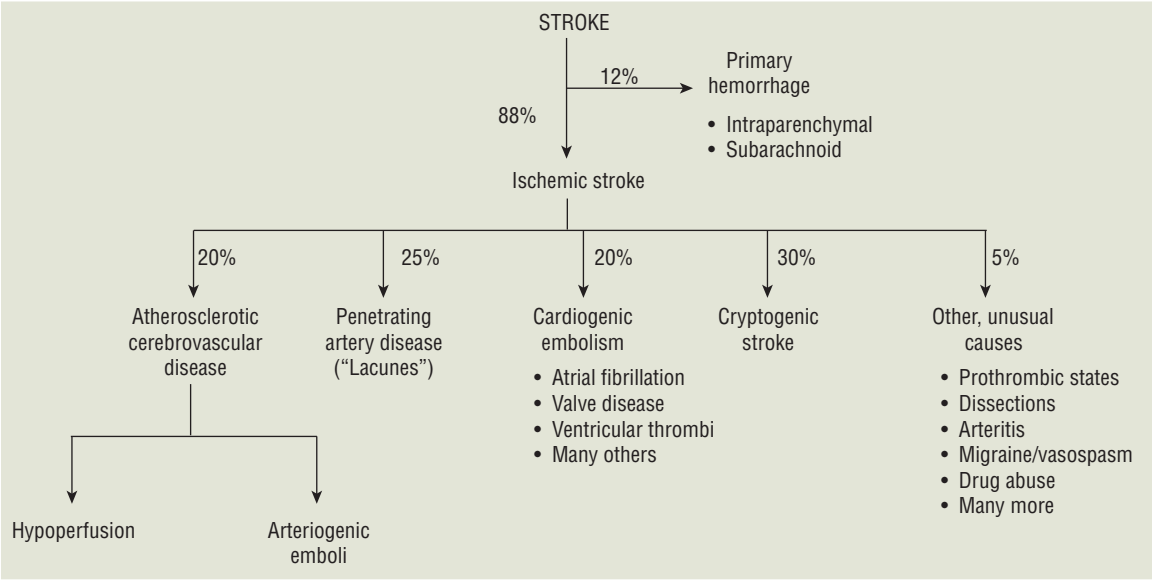 STROKE
12%
Primary
hemorrhage
• Intraparenchymal
• Subarachnoid
88%
Ischemic stroke
20%
25%
20%
30%
5%
Atherosclerotic
cerebrovascular
disease
Penetrating
artery disease
(“Lacunes”)
Cardiogenic
embolism
• Atrial fibrillation
• Valve disease
• Ventricular thrombi
• Many others
Cryptogenic
stroke
Other, unusual
causes
• Prothrombic states
• Dissections
• Arteritis
• Migraine/vasospasm
• Drug abuse
• Many more
Hypoperfusion
Arteriogenic
emboli